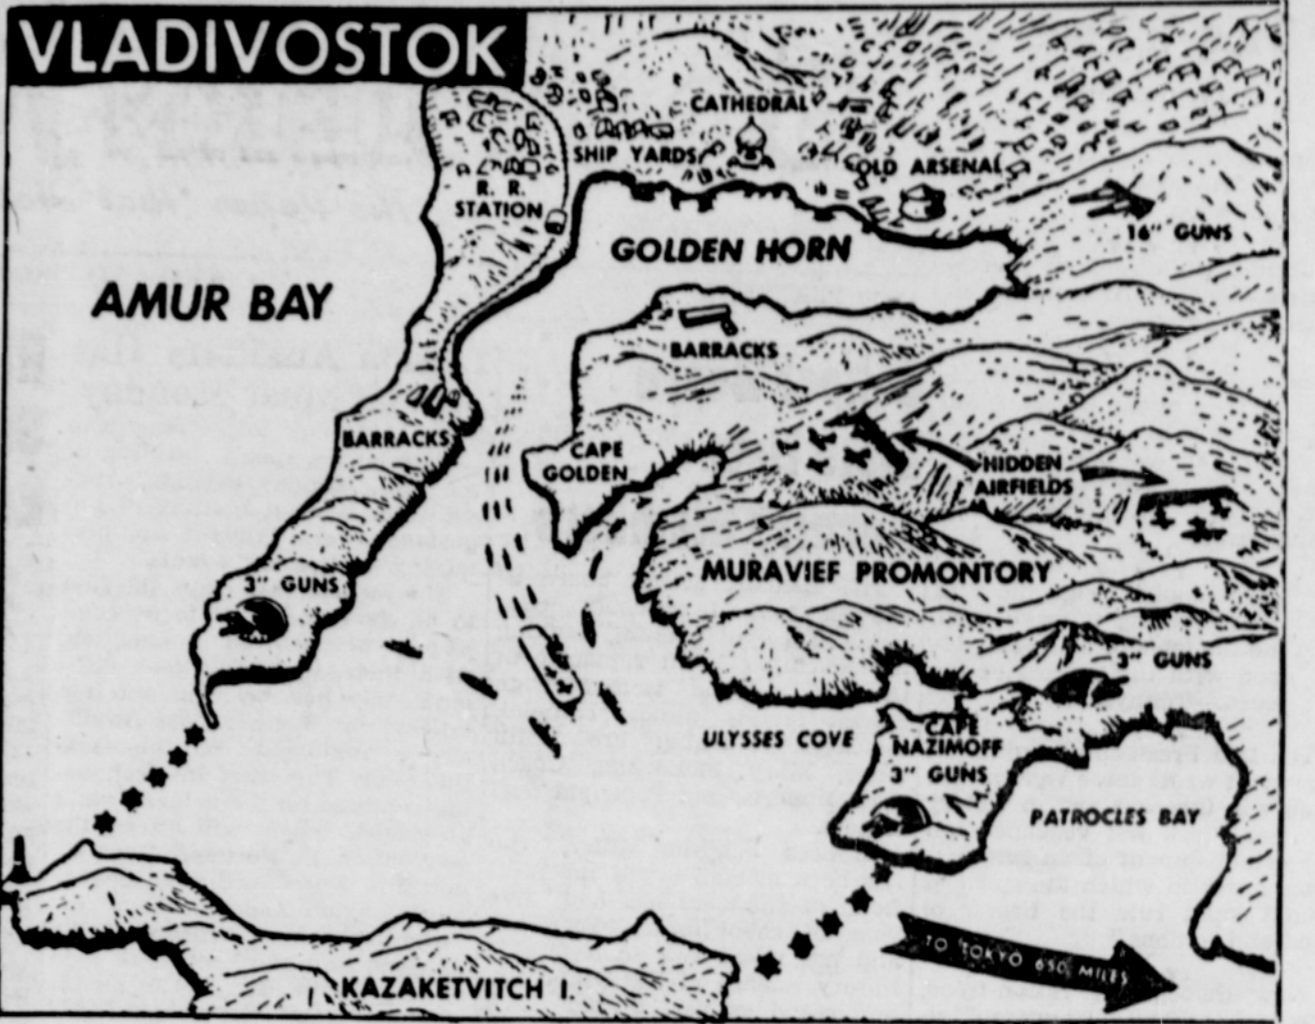 VLADIVOSTOK
CATHEDRAL
SHIP YARDS
OLD ARSENAL
R. R.
STATION
16" GUNS
GOLDEN HORN
AMUR BAY
BARRACKS
BARRACKS
CAPE
GOLDEN
HIDDEN
AIRFIELDS
3" GUNS
MURAVIEF PROMONTORY
3" GUNS
ULYSSES COVE
CAPE
NAZIMOFF
3" GUNS
PATROCLES BAY
TO TOKYO 650 MILES
KAZAKETVITCH I.